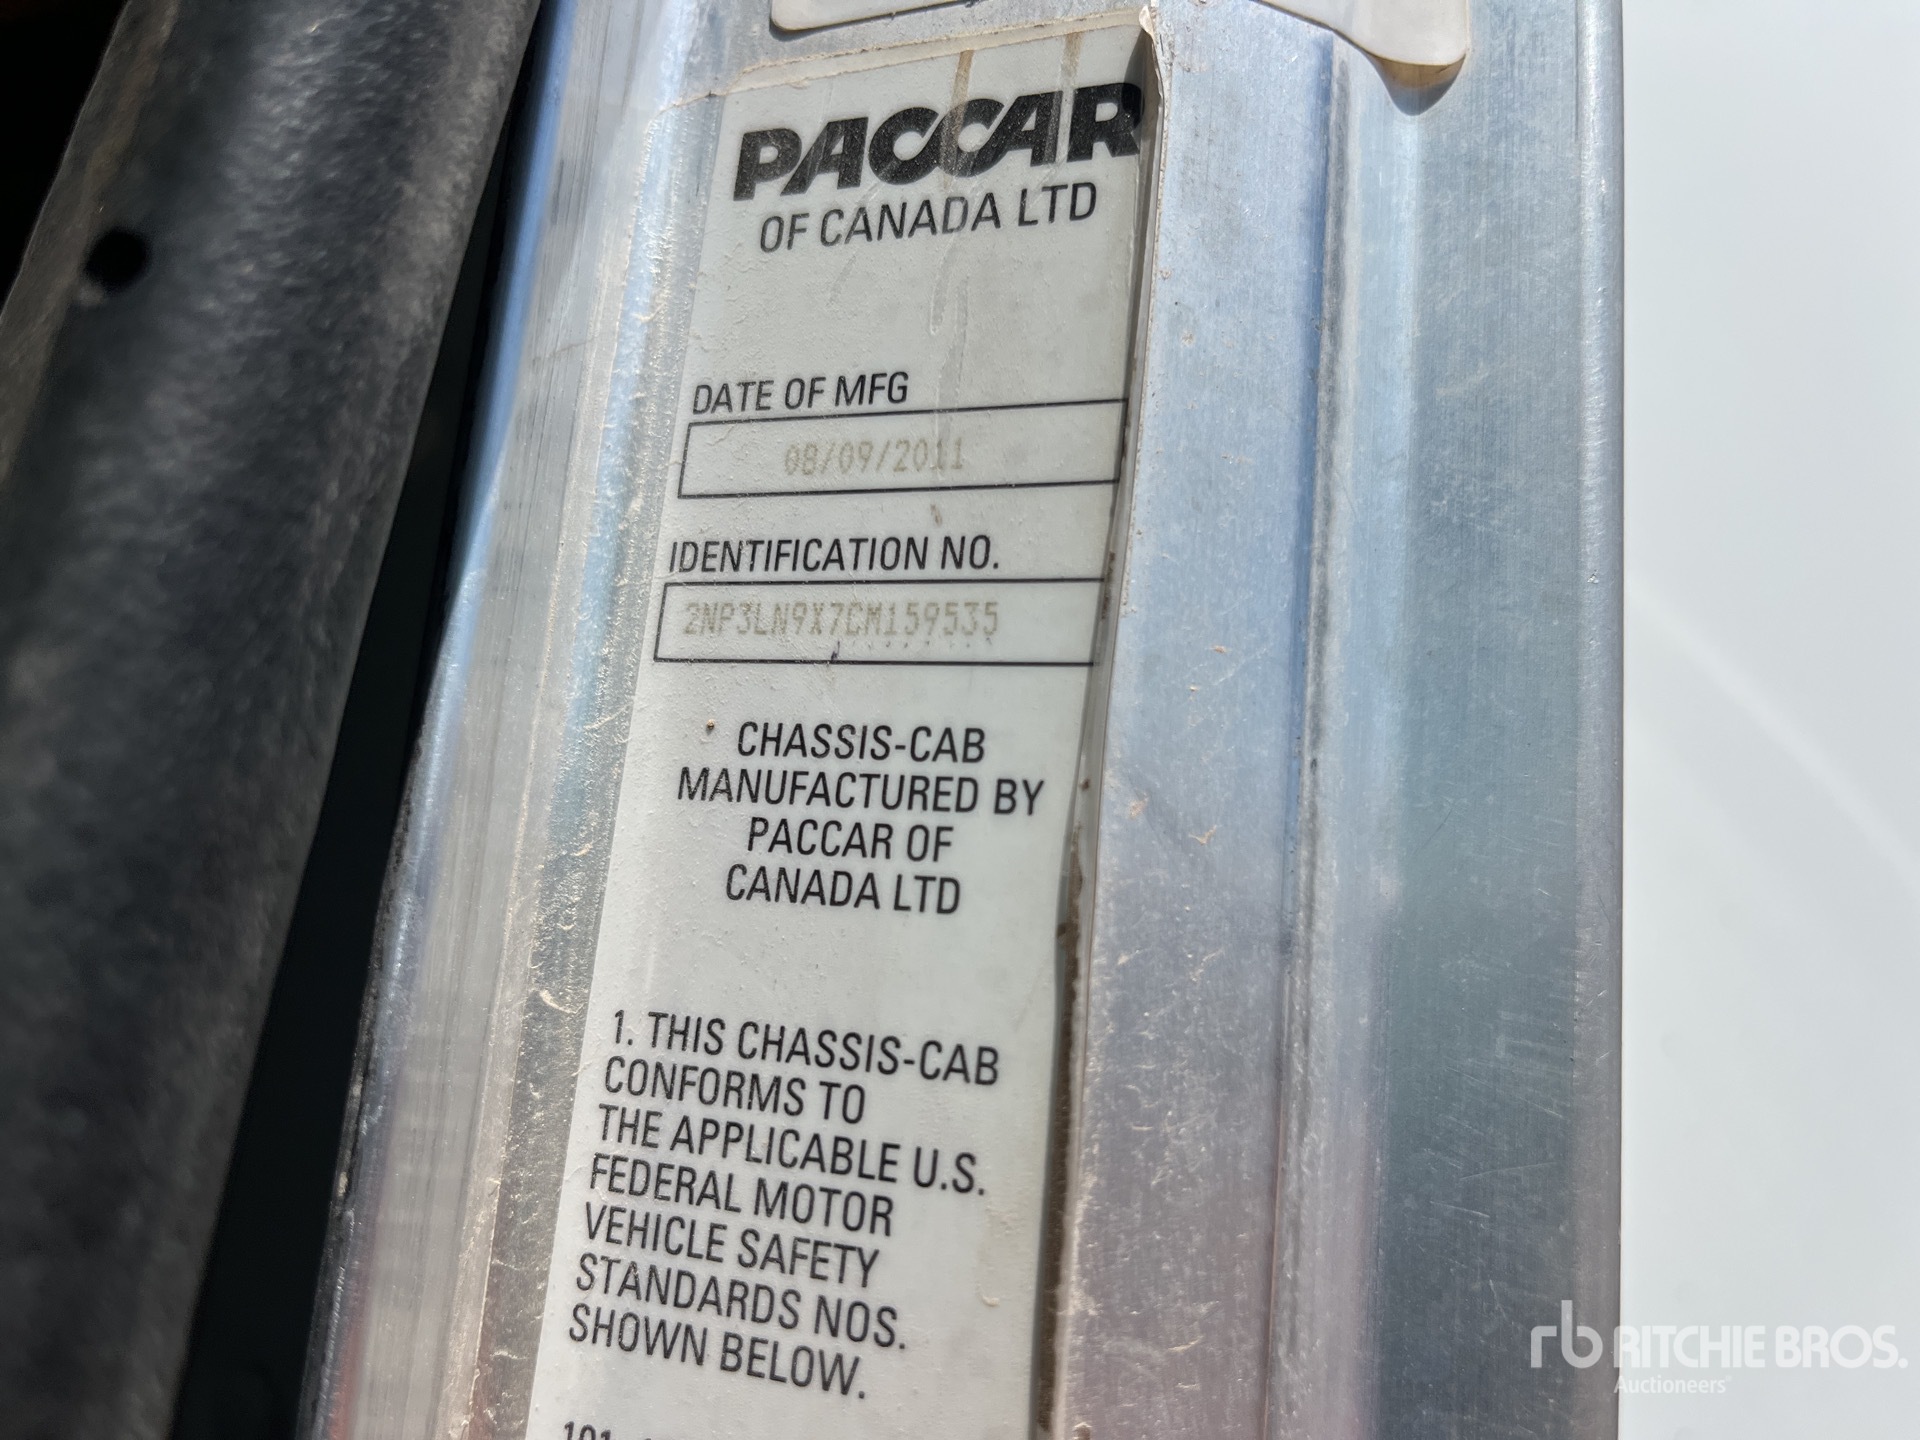 PACCAR
OF CANADA LTD
DATE OF MFG
08/09/2011
IDENTIFICATION NO.
2NP3LN9X7CM159535
CHASSIS-CAB
MANUFACTURED BY
PACCAR OF
CANADA LTD
1. THIS CHASSIS-CAB
CONFORMS TO
THE APPLICABLE U.S.
FEDERAL MOTOR
VEHICLE SAFETY
STANDARDS NOS.
SHOWN BELOW.
rb RITCHIE BROS.
Auctioneers